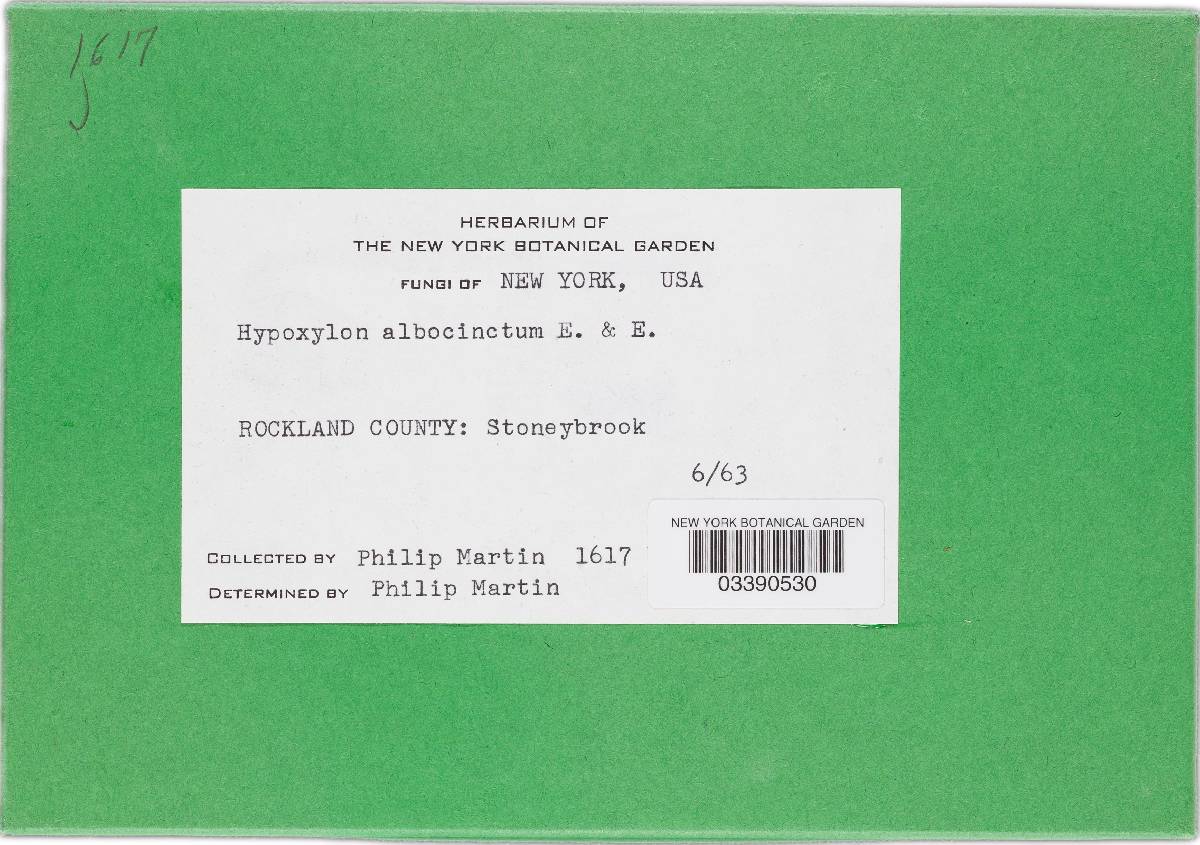 1617
HERBARIUM OF
THE NEW YORK BOTANICAL GARDEN
FUNGI OF NEW YORK, USA
Hypoxylon albocinctum E. & E.
ROCKLAND COUNTY: Stoneybrook
6/63
NEW YORK BOTANICAL GARDEN
03390530
COLLECTED BY Philip Martin 1617
DETERMINED BY Philip Martin